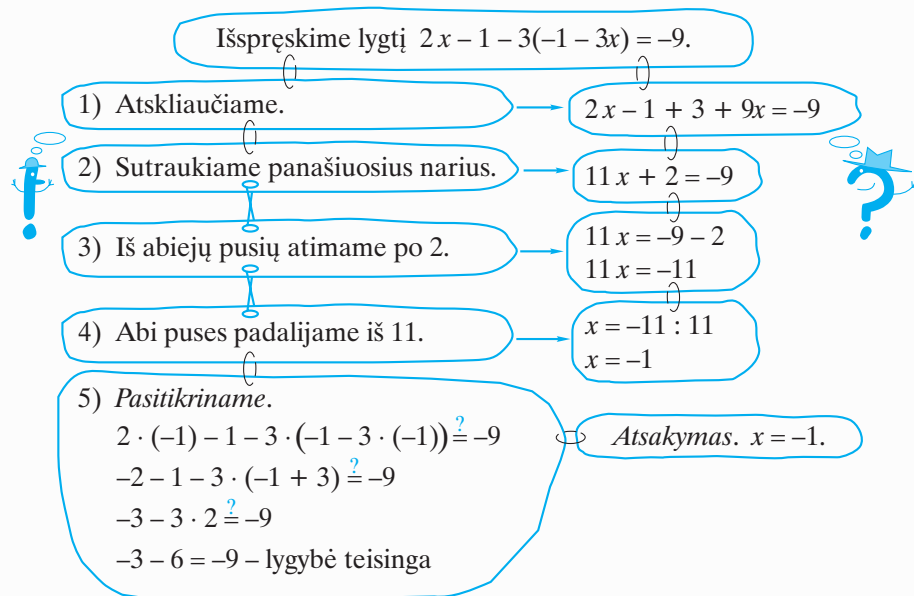 Išspręskime lygtį 2x – 1 – 3(–1 – 3x) = –9.
1) Atskliaučiame.
2x – 1 + 3 + 9x = –9
2) Sutraukiame panašiuosius narius.
11x + 2 = –9
3) Iš abiejų pusių atimame po 2.
11x = –9 – 2
11x = –11
4) Abi puses padalijame iš 11.
x = –11 : 11
x = –1
5) Pasitikriname.
2 · (–1) – 1 – 3 · (–1 – 3 · (–1)) ≟ –9
–2 – 1 – 3 · (–1 + 3) ≟ –9
–3 – 3 · 2 ≟ –9
–3 – 6 = –9 – lygybė teisinga
Atsakymas. x = –1.